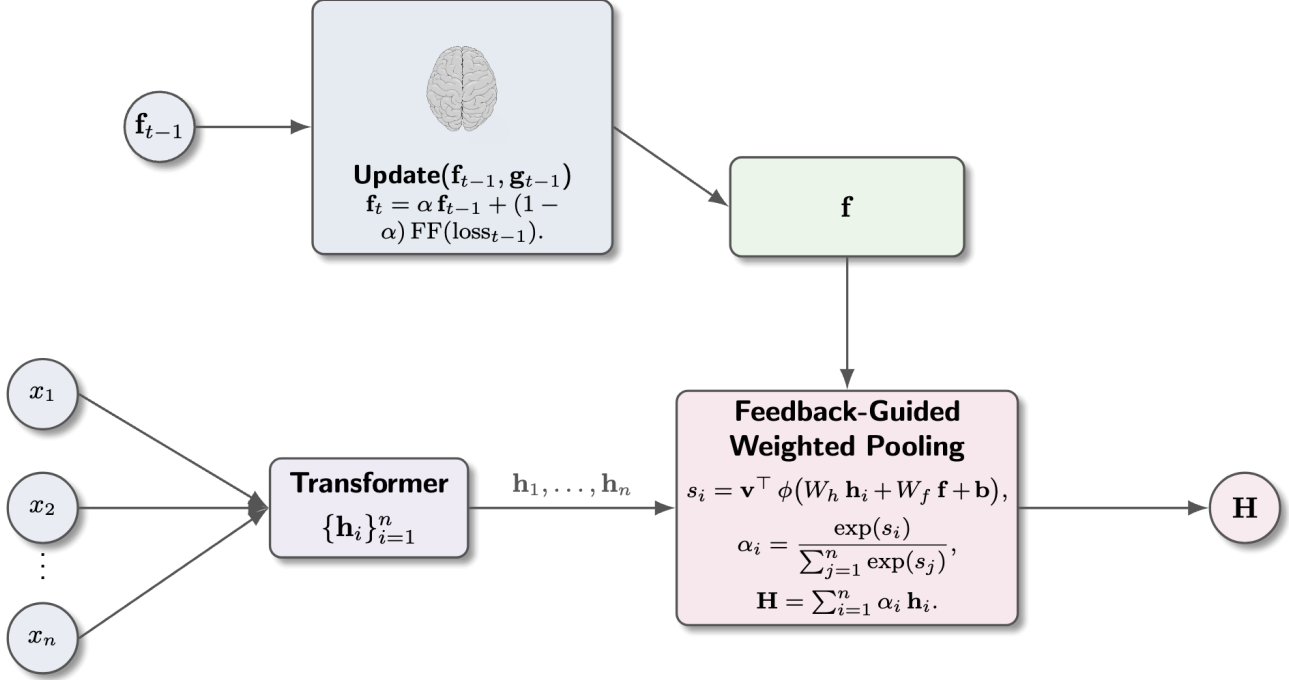 f_{t−1}
Update(f_{t−1}, g_{t−1})
f_t = α f_{t−1} + (1 −
α) FF(loss_{t−1}).
f
x_1
x_2
⋮
x_n
Transformer
{h_i}_{i=1}^n
h_1, …, h_n
Feedback-Guided
Weighted Pooling
s_i = v^⊤ ϕ(W_h h_i + W_f f + b),
α_i = exp(s_i) / ∑_{j=1}^n exp(s_j),
H = ∑_{i=1}^n α_i h_i.
H